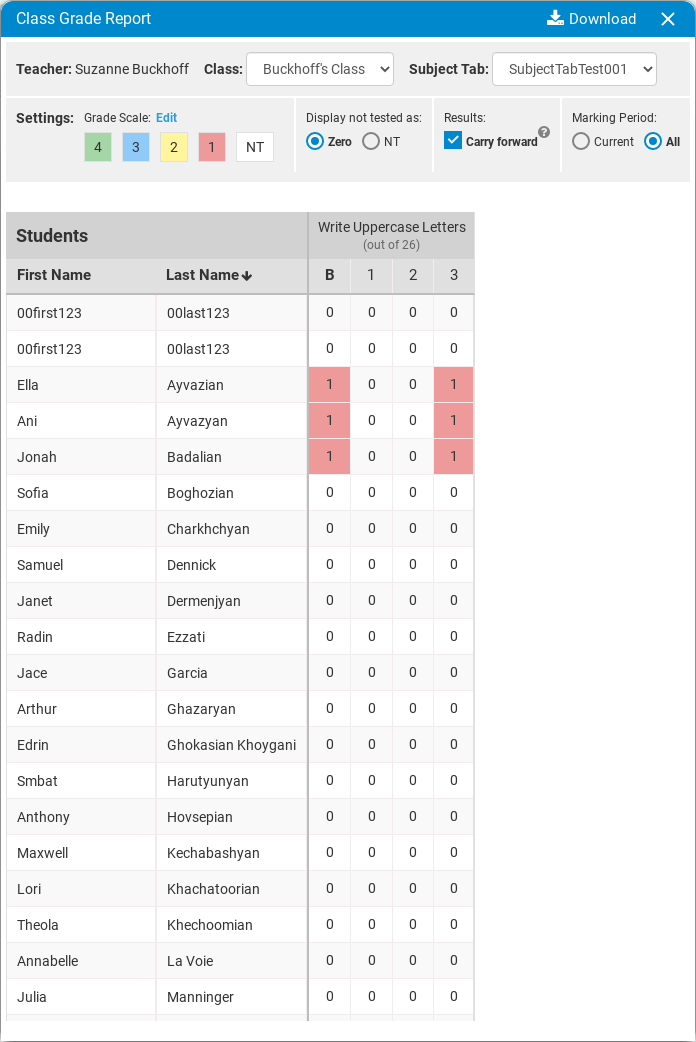 Class Grade Report Download
Teacher: Suzanne Buckhoff Class: Buckhoff's Class Subject Tab: SubjectTabTest001
Settings: Grade Scale: Edit Display not tested as: Results: Marking Period:
4 3 2 1 NT Zero NT Carry forward ? Current All
Students Write Uppercase Letters
(out of 26)
First Name Last Name B 1 2 3
00first123 00last123 0 0 0 0
00first123 00last123 0 0 0 0
Ella Ayvazian 1 0 0 1
Ani Ayvazyan 1 0 0 1
Jonah Badalian 1 0 0 1
Sofia Boghozian 0 0 0 0
Emily Charkhchyan 0 0 0 0
Samuel Dennick 0 0 0 0
Janet Dermenjyan 0 0 0 0
Radin Ezzati 0 0 0 0
Jace Garcia 0 0 0 0
Arthur Ghazaryan 0 0 0 0
Edrin Ghokasian Khoygani 0 0 0 0
Smbat Harutyunyan 0 0 0 0
Anthony Hovsepian 0 0 0 0
Maxwell Kechabashyan 0 0 0 0
Lori Khachatoorian 0 0 0 0
Theola Khechoomian 0 0 0 0
Annabelle La Voie 0 0 0 0
Julia Manninger 0 0 0 0